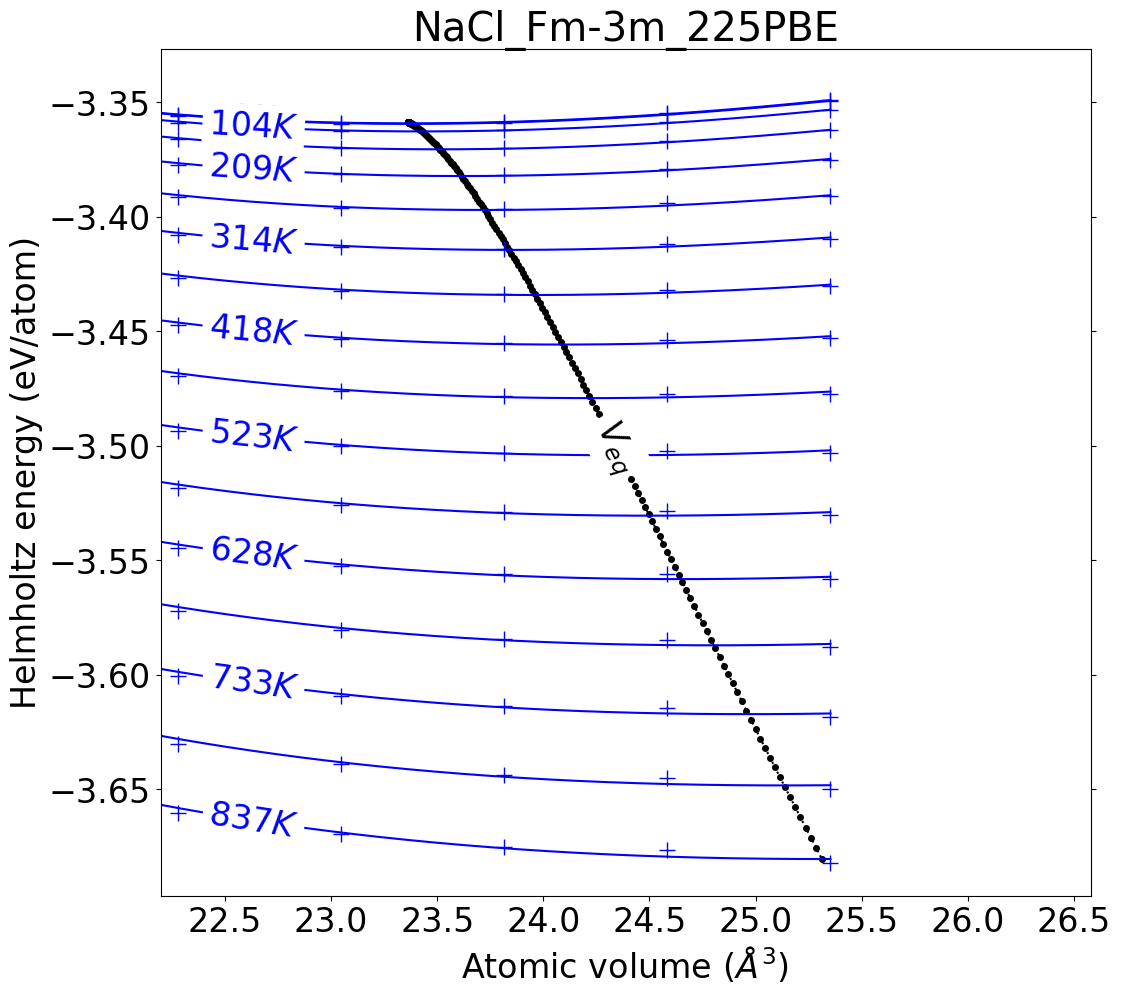 NaCl_Fm-3m_225PBE
Helmholtz energy (eV/atom)
−3.35
−3.40
−3.45
−3.50
−3.55
−3.60
−3.65
104K
209K
314K
418K
523K
628K
733K
837K
V_eq
22.5 23.0 23.5 24.0 24.5 25.0 25.5 26.0 26.5
Atomic volume (Å³)